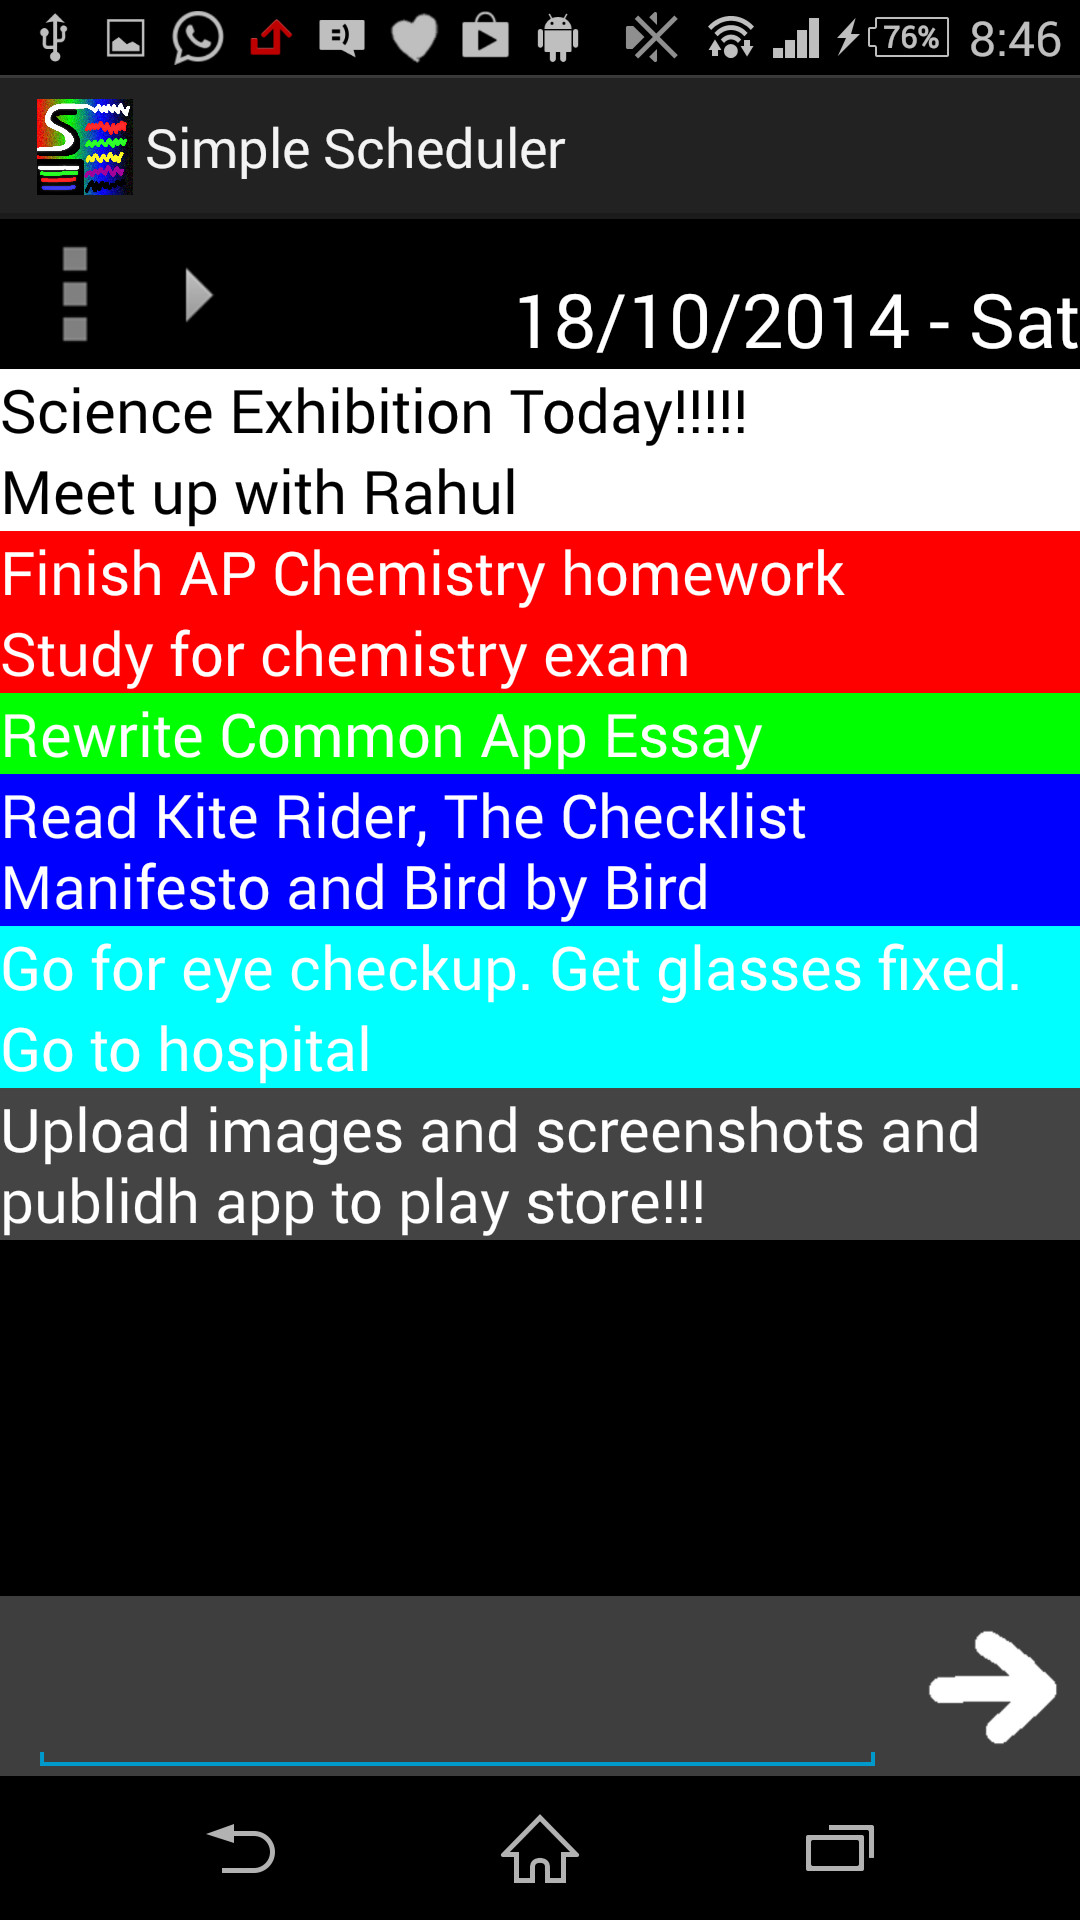 76% 8:46
Simple Scheduler
18/10/2014 - Sat
Science Exhibition Today!!!!!
Meet up with Rahul
Finish AP Chemistry homework
Study for chemistry exam
Rewrite Common App Essay
Read Kite Rider, The Checklist
Manifesto and Bird by Bird
Go for eye checkup. Get glasses fixed.
Go to hospital
Upload images and screenshots and
publidh app to play store!!!